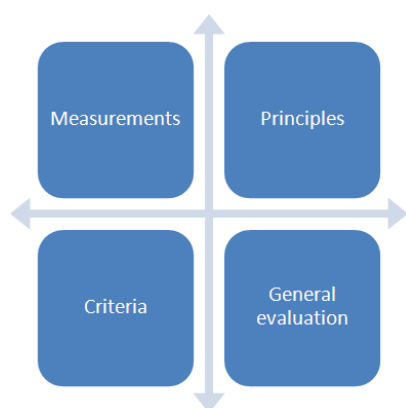 Measurements
Principles
Criteria
General
evaluation